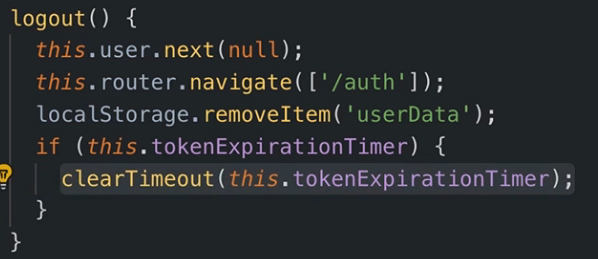 logout() {
this.user.next(null);
this.router.navigate(['/auth']);
localStorage.removeItem('userData');
if (this.tokenExpirationTimer) {
clearTimeout(this.tokenExpirationTimer);
}
}